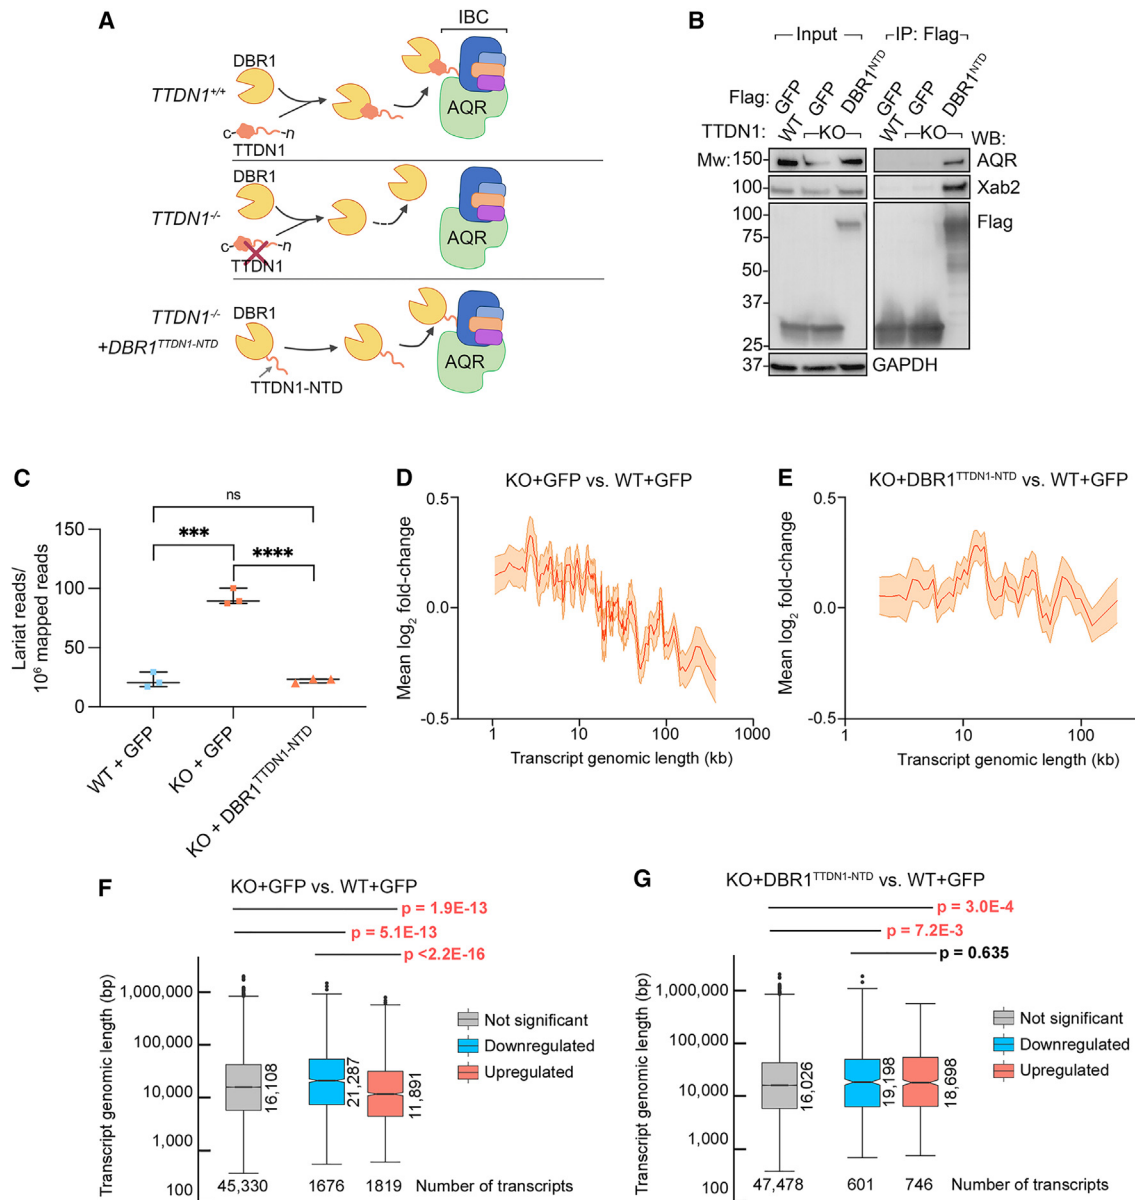 A
IBC
DBR1
TTDN1+/+
AQR
c- -n
TTDN1
DBR1
TTDN1-/-
AQR
c- -n
TTDN1
TTDN1-/-
DBR1
+DBR1TTDN1-NTD
AQR
TTDN1-NTD
B
Input
IP: Flag
Flag: GFP GFP DBR1NTD GFP GFP DBR1NTD
TTDN1: WT KO WT KO
WB:
Mw: 150 AQR
100 Xab2
100 Flag
75
50
37
25
37 GAPDH
C
ns
*** ****
150
100
50
0
Lariat reads/
10⁶ mapped reads
WT + GFP
KO + GFP
KO + DBR1TTDN1-NTD
D
KO+GFP vs. WT+GFP
0.5
0.0
-0.5
Mean log₂ fold-change
1 10 100 1000
Transcript genomic length (kb)
E
KO+DBR1TTDN1-NTD vs. WT+GFP
0.5
0.0
-0.5
Mean log₂ fold-change
1 10 100
Transcript genomic length (kb)
F
KO+GFP vs. WT+GFP
p = 1.9E-13
p = 5.1E-13
p <2.2E-16
Transcript genomic length (bp)
1,000,000
100,000
10,000
1,000
100
16,108
21,287
11,891
Not significant
Downregulated
Upregulated
45,330 1676 1819 Number of transcripts
G
KO+DBR1TTDN1-NTD vs. WT+GFP
p = 3.0E-4
p = 7.2E-3
p = 0.635
Transcript genomic length (bp)
1,000,000
100,000
10,000
1,000
100
16,026
19,198
18,698
Not significant
Downregulated
Upregulated
47,478 601 746 Number of transcripts